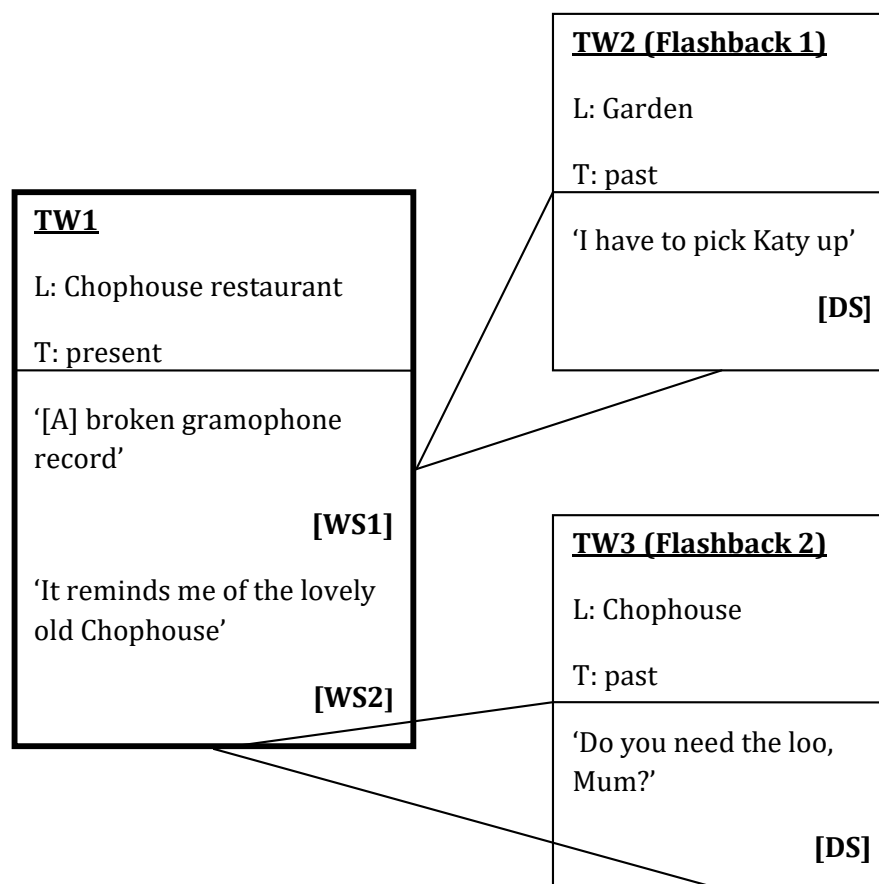 TW1
L: Chophouse restaurant
T: present
‘[A] broken gramophone
record’
[WS1]
‘It reminds me of the lovely
old Chophouse’
[WS2]
TW2 (Flashback 1)
L: Garden
T: past
‘I have to pick Katy up’
[DS]
TW3 (Flashback 2)
L: Chophouse
T: past
‘Do you need the loo,
Mum?’
[DS]